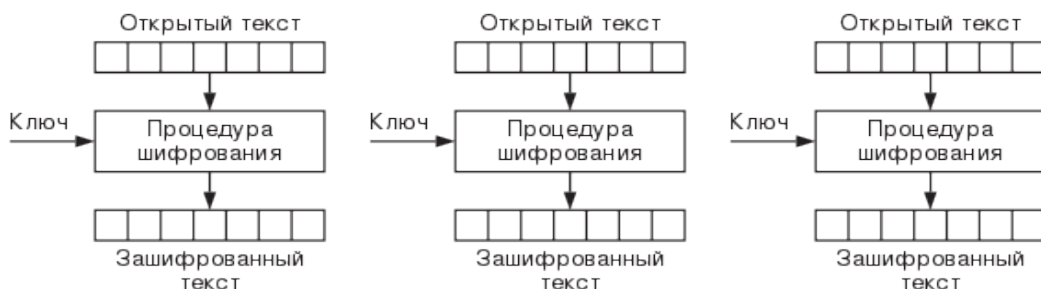 Открытый текст
Ключ
Процедура
шифрования
Зашифрованный
текст
Открытый текст
Ключ
Процедура
шифрования
Зашифрованный
текст
Открытый текст
Ключ
Процедура
шифрования
Зашифрованный
текст